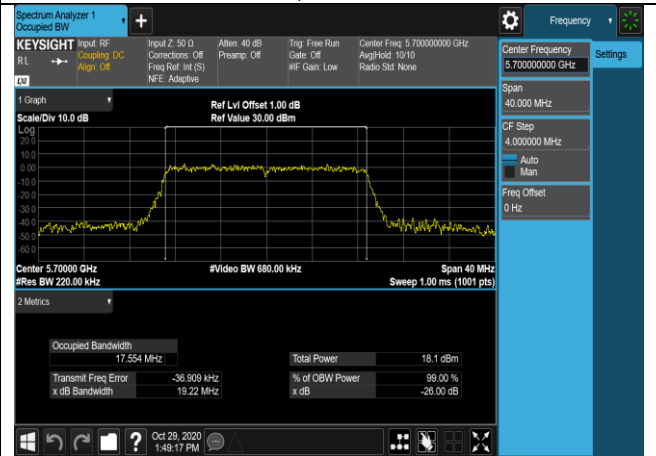 Spectrum Analyzer 1
Occupied BW
Frequency
KEYSIGHT
RL
LXI
Input: RF
Coupling: DC
Align: Off
Input Z: 50 Ω
Corrections: Off
Freq Ref: Int (S)
NFE: Adaptive
Atten: 40 dB
Preamp: Off
Trig: Free Run
Gate: Off
#IF Gain: Low
Center Freq: 5.700000000 GHz
Avg|Hold: 10/10
Radio Std: None
Center Frequency
5.700000000 GHz
Settings
Span
40.000 MHz
CF Step
4.000000 MHz
Auto
Man
Freq Offset
0 Hz
1 Graph
Scale/Div 10.0 dB
Ref Lvl Offset 1.00 dB
Ref Value 30.00 dBm
Log
20.0
10.0
0.00
-10.0
-20.0
-30.0
-40.0
-50.0
-60.0
Center 5.70000 GHz
#Video BW 680.00 kHz
Span 40 MHz
#Res BW 220.00 kHz
Sweep 1.00 ms (1001 pts)
2 Metrics
Occupied Bandwidth
17.554 MHz
Total Power 18.1 dBm
Transmit Freq Error -36.909 kHz
% of OBW Power 99.00 %
x dB Bandwidth 19.22 MHz
x dB -26.00 dB
?
Oct 29, 2020
1:49:17 PM